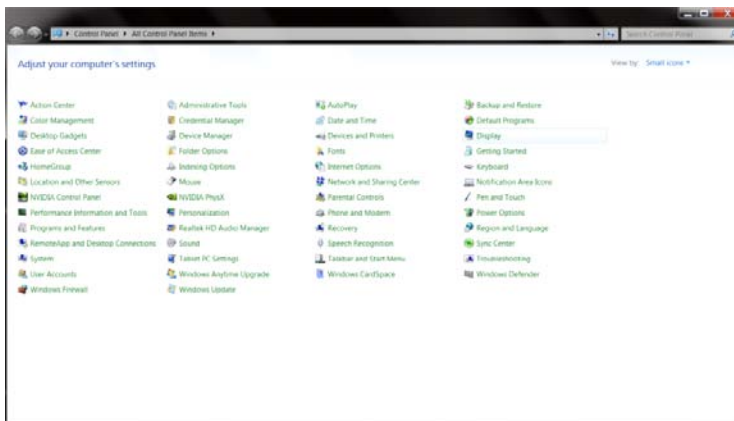 Control Panel ▸ All Control Panel Items ▸
Search Control Panel
Adjust your computer's settings
View by: Small icons
Action Center
Administrative Tools
AutoPlay
Backup and Restore
Color Management
Credential Manager
Date and Time
Default Programs
Desktop Gadgets
Device Manager
Devices and Printers
Display
Ease of Access Center
Folder Options
Fonts
Getting Started
HomeGroup
Indexing Options
Internet Options
Keyboard
Location and Other Sensors
Mouse
Network and Sharing Center
Notification Area Icons
NVIDIA Control Panel
NVIDIA PhysX
Parental Controls
Pen and Touch
Performance Information and Tools
Personalization
Phone and Modem
Power Options
Programs and Features
Realtek HD Audio Manager
Recovery
Region and Language
RemoteApp and Desktop Connections
Sound
Speech Recognition
Sync Center
System
Tablet PC Settings
Taskbar and Start Menu
Troubleshooting
User Accounts
Windows Anytime Upgrade
Windows CardSpace
Windows Defender
Windows Firewall
Windows Update